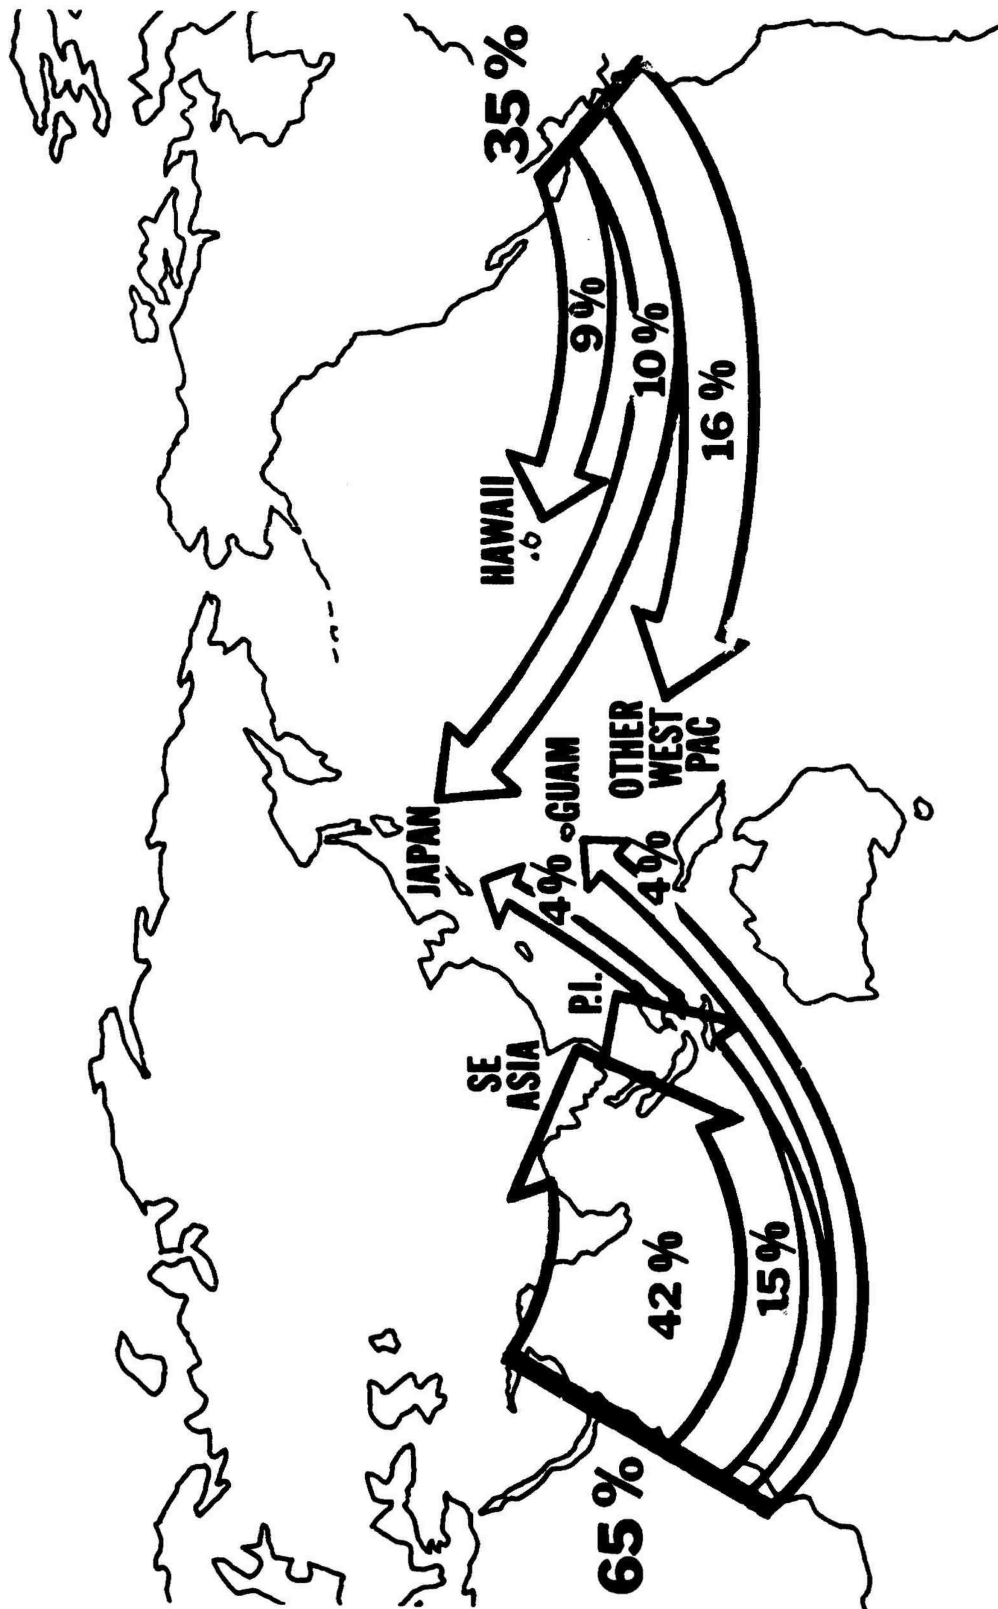 35%
9%
10%
16%
HAWAII
JAPAN
GUAM
OTHER
WEST
PAC
4%
4%
P.I.
SE
ASIA
42%
15%
65%